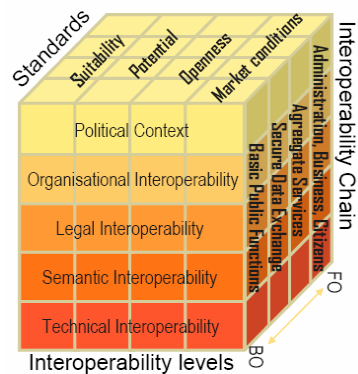 Standards
Suitability
Potential
Openness
Market conditions
Interoperability Chain
Political Context
Organisational Interoperability
Legal Interoperability
Semantic Interoperability
Technical Interoperability
Basic Public Functions
Secure Data Exchange
Agreegate Services
Administration, Business, Citizens
Interoperability levels
BO
FO